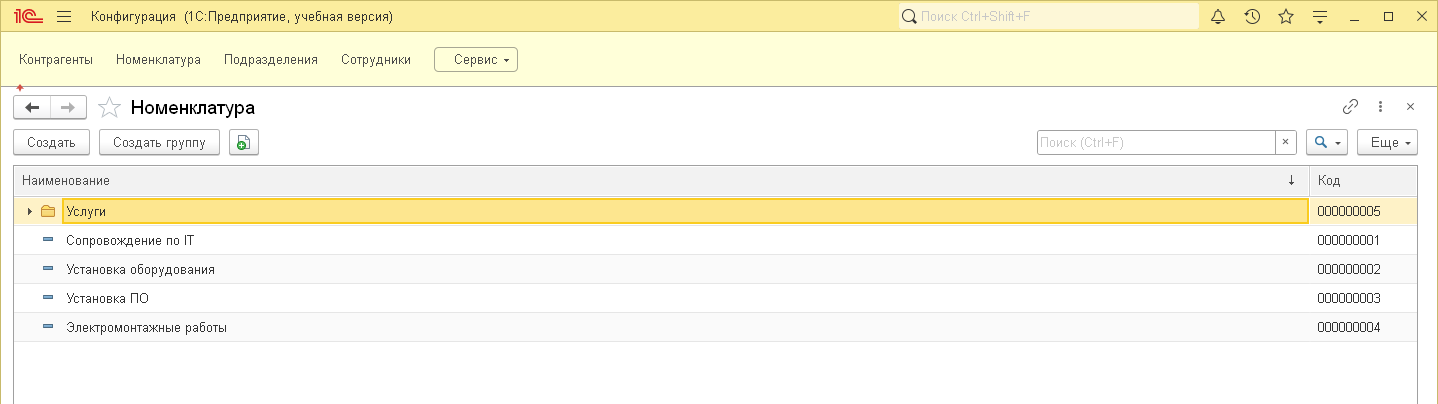 1С Конфигурация (1С:Предприятие, учебная версия) Поиск Ctrl+Shift+F
Контрагенты Номенклатура Подразделения Сотрудники Сервис
Номенклатура
Создать Создать группу Поиск (Ctrl+F) × Еще
Наименование ↓ Код
Услуги 000000005
Сопровождение по IT 000000001
Установка оборудования 000000002
Установка ПО 000000003
Электромонтажные работы 000000004